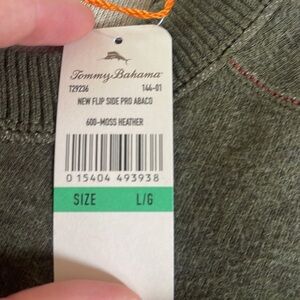 Tommy Bahama
T29236 144-01
NEW FLIP SIDE PRO ABACO
600-MOSS HEATHER
0 15404 493938
SIZE L/G